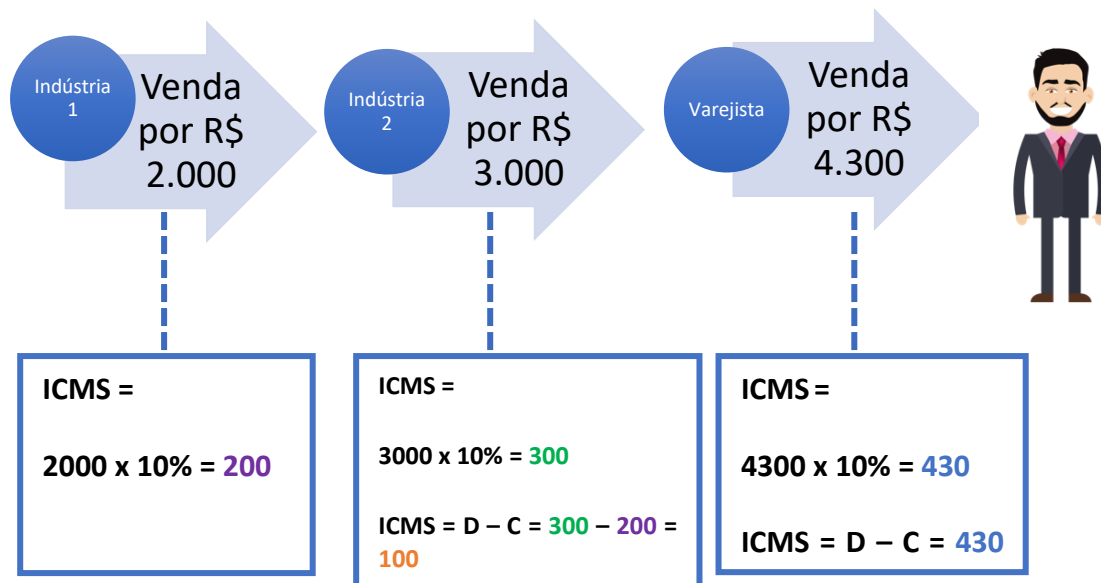 Indústria
1
Venda
por R$
2.000
Indústria
2
Venda
por R$
3.000
Varejista
Venda
por R$
4.300
ICMS =
2000 x 10% = 200
ICMS =
3000 x 10% = 300
ICMS = D – C = 300 – 200 =
100
ICMS =
4300 x 10% = 430
ICMS = D – C = 430